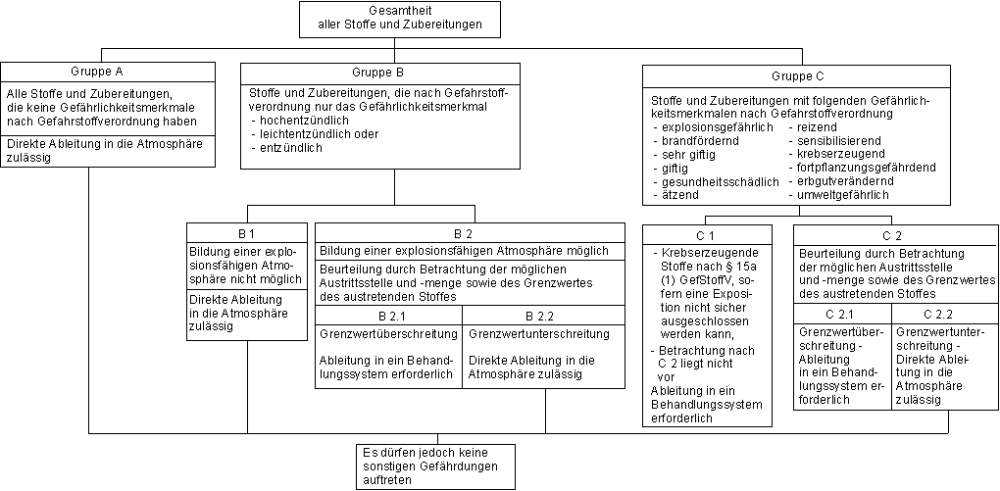 Gesamtheit
aller Stoffe und Zubereitungen
Gruppe A
Alle Stoffe und Zubereitungen,
die keine Gefährlichkeitsmerkmale
nach Gefahrstoffverordnung haben
Direkte Ableitung in die Atmosphäre
zulässig
Gruppe B
Stoffe und Zubereitungen, die nach Gefahrstoff-
verordnung nur das Gefährlichkeitsmerkmal
- hochentzündlich
- leichtentzündlich oder
- entzündlich
Gruppe C
Stoffe und Zubereitungen mit folgenden Gefährlich-
keitsmerkmalen nach Gefahrstoffverordnung
- explosionsgefährlich
- brandfördernd
- sehr giftig
- giftig
- gesundheitsschädlich
- ätzend
- reizend
- sensibilisierend
- krebserzeugend
- fortpflanzungsgefährdend
- erbgutverändernd
- umweltgefährlich
B 1
Bildung einer explo-
sionsfähigen Atmo-
sphäre nicht möglich
Direkte Ableitung
in die Atmosphäre
zulässig
B 2
Bildung einer explosionsfähigen Atmosphäre möglich
Beurteilung durch Betrachtung der möglichen
Austrittsstelle und -menge sowie des Grenzwertes
des austretenden Stoffes
B 2.1
Grenzwertüberschreitung
Ableitung in ein Behand-
lungssystem erforderlich
B 2.2
Grenzwertunterschreitung
Direkte Ableitung in die
Atmosphäre zulässig
C 1
- Krebserzeugende
Stoffe nach § 15a
(1) GefStoffV, so-
fern eine Exposi-
tion nicht sicher
ausgeschlossen
werden kann,
- Betrachtung nach
C 2 liegt nicht
vor
Ableitung in ein
Behandlungssystem
erforderlich
C 2
Beurteilung durch Betrachtung
der möglichen Austrittsstelle
und -menge sowie des Grenzwertes
des austretenden Stoffes
C 2.1
Grenzwertüber-
schreitung -
Ableitung
in ein Behand-
lungssystem er-
forderlich
C 2.2
Grenzwertunter-
schreitung -
Direkte Ablei-
tung in die
Atmosphäre
zulässig
Es dürfen jedoch keine
sonstigen Gefährdungen
auftreten